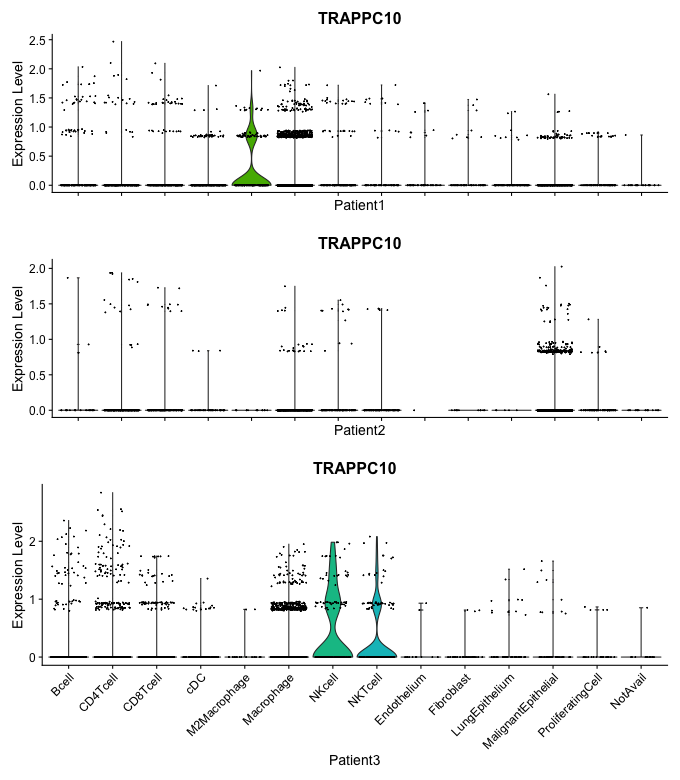 TRAPPC10
Expression Level
2.5
2.0
1.5
1.0
0.5
0.0
Patient1
TRAPPC10
Expression Level
2.0
1.5
1.0
0.5
0.0
Patient2
TRAPPC10
Expression Level
2
1
0
Bcell
CD4Tcell
CD8Tcell
cDC
M2Macrophage
Macrophage
NKcell
NKTcell
Endothelium
Fibroblast
LungEpithelium
MalignantEpithelial
ProliferatingCell
NotAvail
Patient3